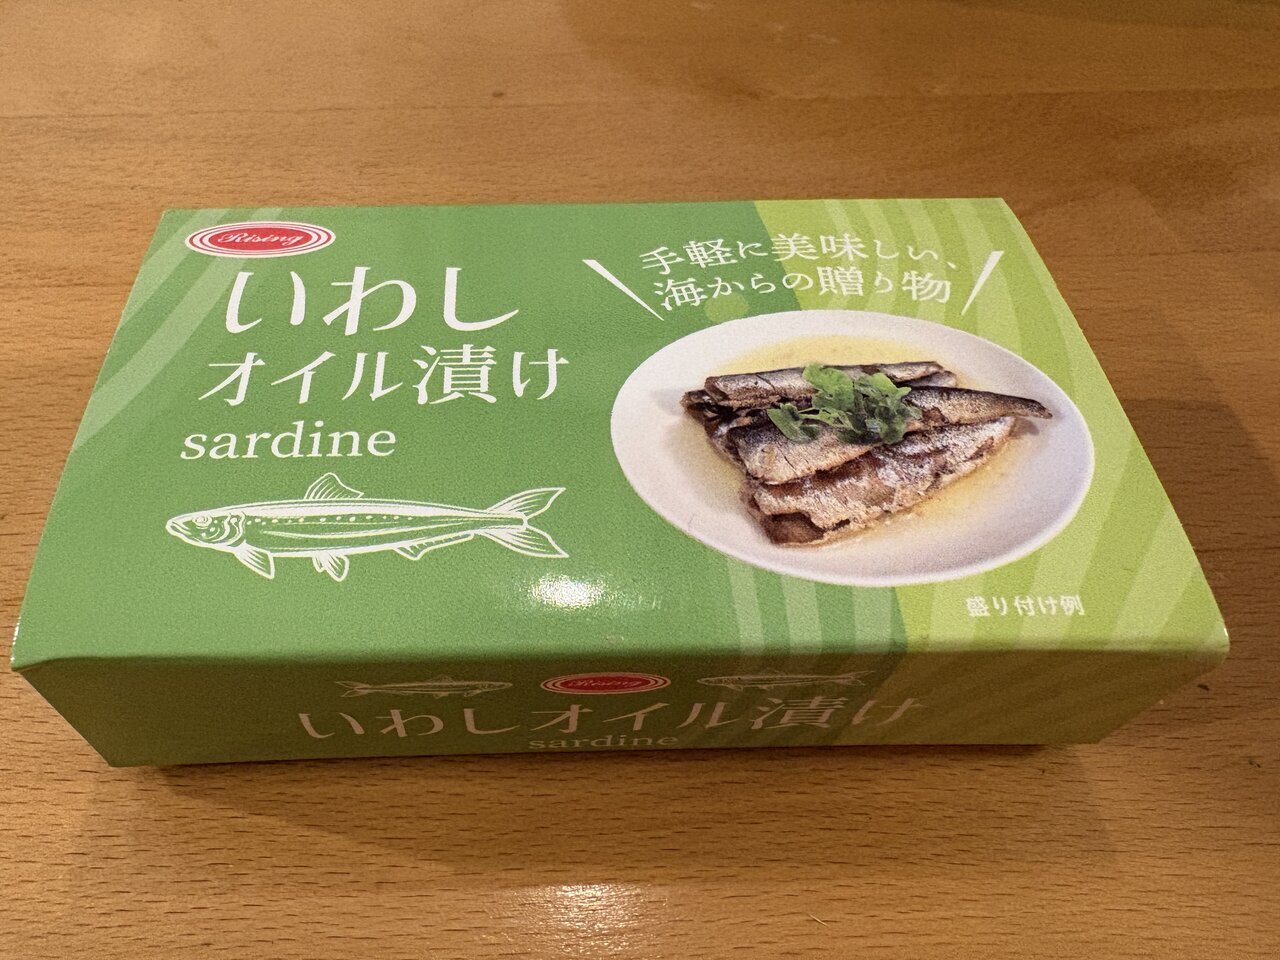 Rising
いわし
オイル漬け
sardine
手軽に美味しい、
海からの贈り物
盛り付け例
Rising
いわしオイル漬け
sardine